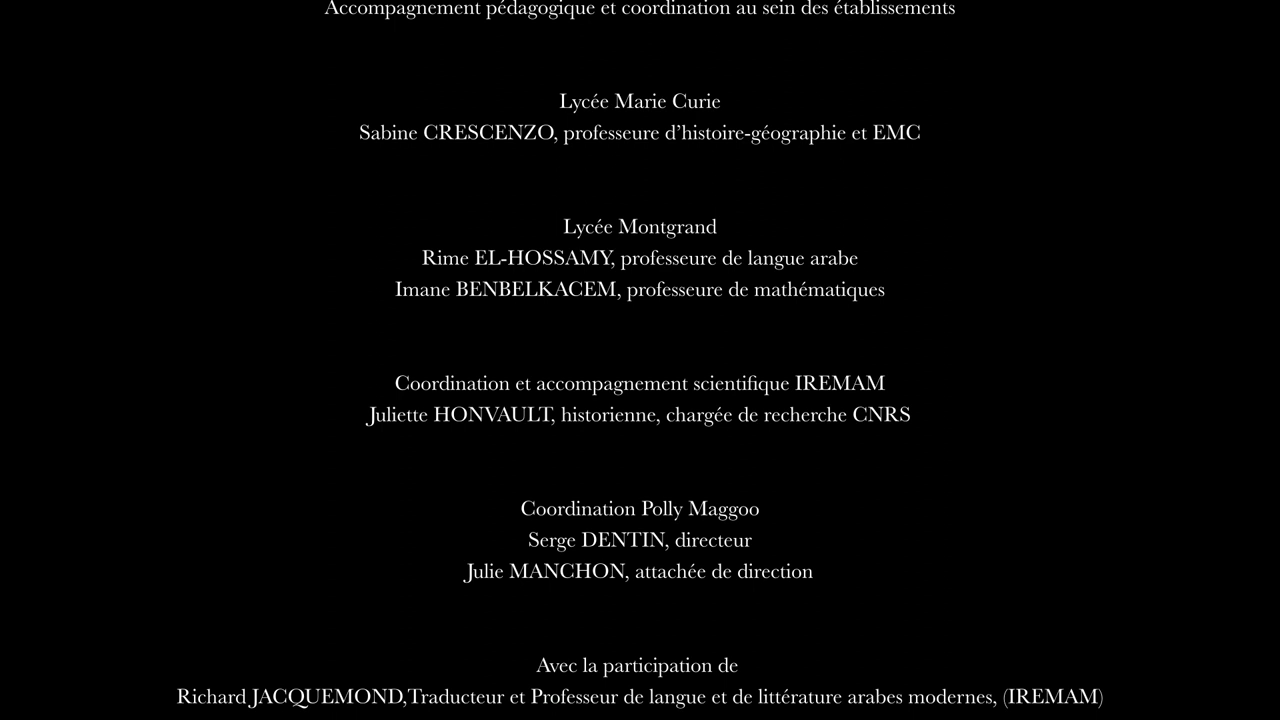 Accompagnement pédagogique et coordination au sein des établissements
Lycée Marie Curie
Sabine CRESCENZO, professeure d’histoire-géographie et EMC
Lycée Montgrand
Rime EL-HOSSAMY, professeure de langue arabe
Imane BENBELKACEM, professeure de mathématiques
Coordination et accompagnement scientifique IREMAM
Juliette HONVAULT, historienne, chargée de recherche CNRS
Coordination Polly Maggoo
Serge DENTIN, directeur
Julie MANCHON, attachée de direction
Avec la participation de
Richard JACQUEMOND,Traducteur et Professeur de langue et de littérature arabes modernes, (IREMAM)